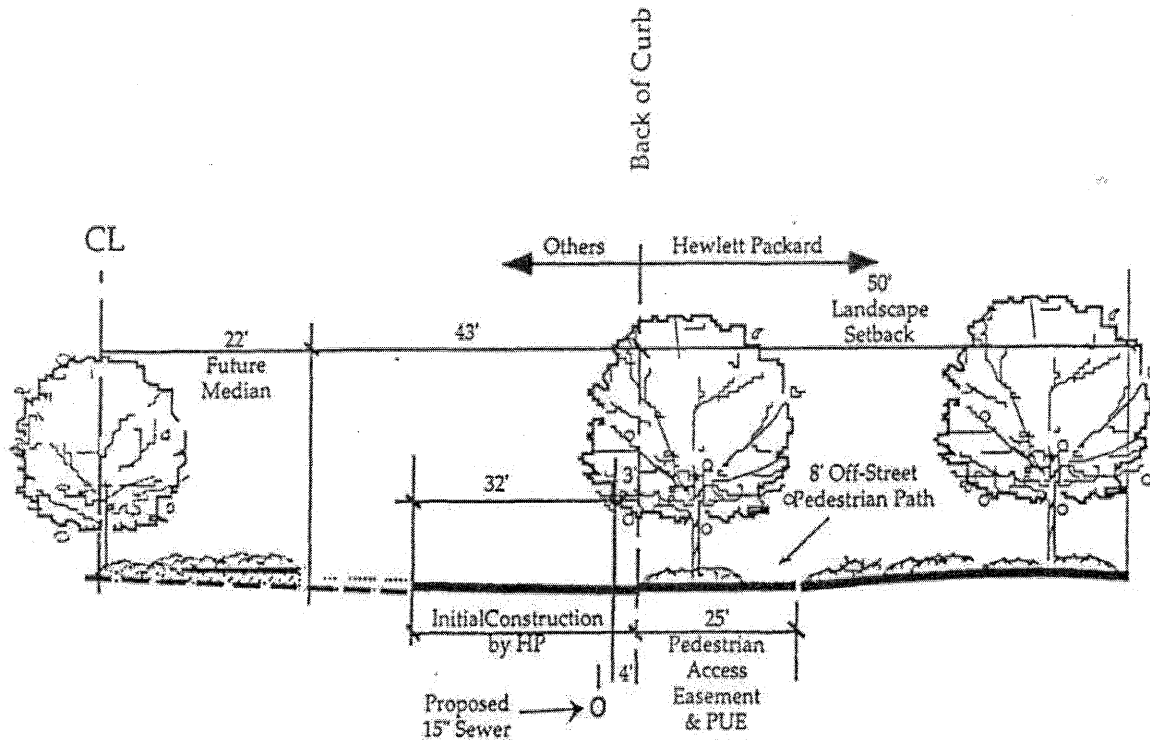 Back of Curb
CL
Others
Hewlett Packard
50'
Landscape
Setback
22'
Future
Median
43'
32'
3
8' Off-Street
Pedestrian Path
InitialConstruction
by HP
4'
25'
Pedestrian
Access
Easement
& PUE
Proposed
15" Sewer